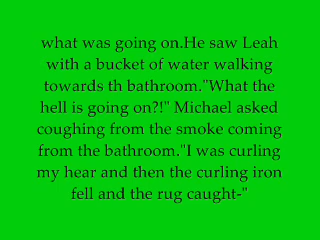 what was going on.He saw Leah
with a bucket of water walking
towards th bathroom."What the
hell is going on?!" Michael asked
coughing from the smoke coming
from the bathroom."I was curling
my hear and then the curling iron
fell and the rug caught-"